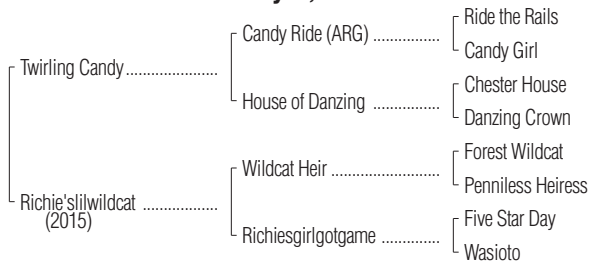 Ride the Rails
Candy Ride (ARG) ................
Candy Girl
Twirling Candy ......................
Chester House
House of Danzing ................
Danzing Crown
Forest Wildcat
Wildcat Heir ..........................
Penniless Heiress
Richie'slilwildcat ..................
(2015)
Five Star Day
Richiesgirlgotgame ..............
Wasioto